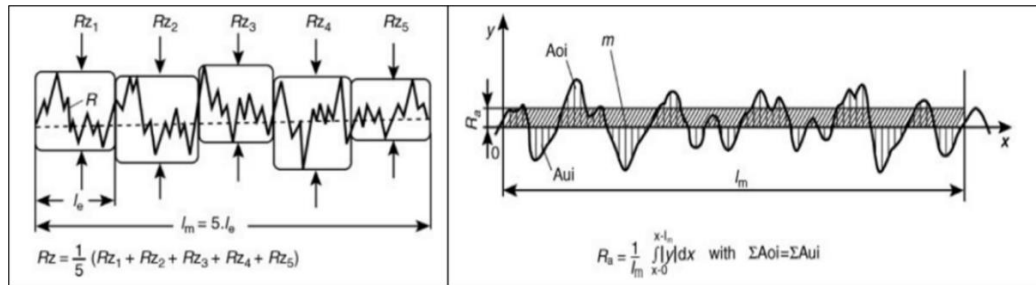 Rz₁ Rz₂ Rz₃ Rz₄ Rz₅
R
lₑ
lₘ = 5.lₑ
Rz = 1/5 (Rz₁ + Rz₂ + Rz₃ + Rz₄ + Rz₅)
y
Aoi
m
Rₐ
0
x
Aui
lₘ
Rₐ = 1/lₘ ∫|y|dx with ΣAoi=ΣAui
x-lₘ
x-0